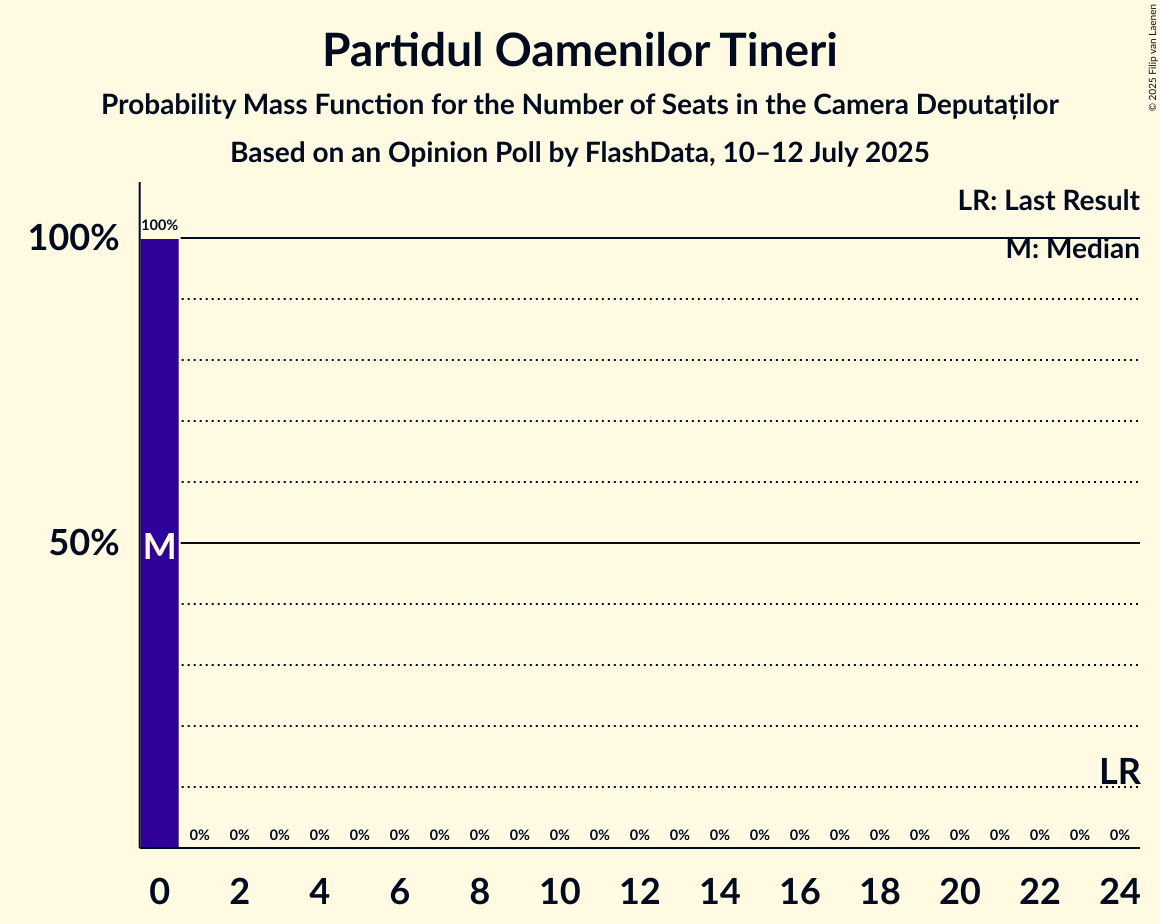 Partidul Oamenilor Tineri
Probability Mass Function for the Number of Seats in the Camera Deputaților
Based on an Opinion Poll by FlashData, 10–12 July 2025
© 2025 Filip van Laenen
LR: Last Result
M: Median
100%
100%
50%
M
LR
0% 0% 0% 0% 0% 0% 0% 0% 0% 0% 0% 0% 0% 0% 0% 0% 0% 0% 0% 0% 0% 0% 0% 0%
0 2 4 6 8 10 12 14 16 18 20 22 24